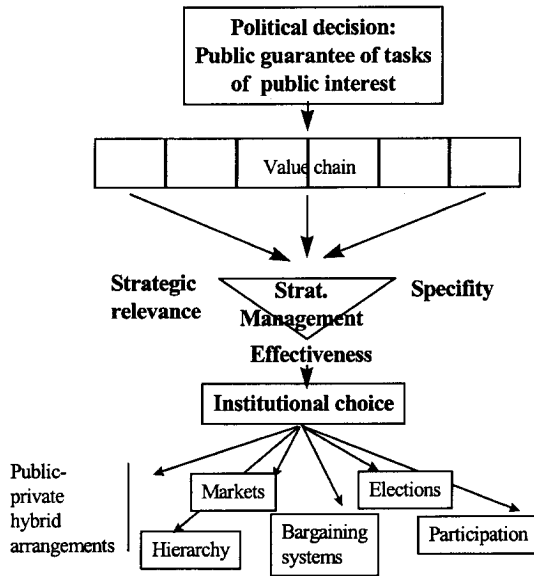 Political decision:
Public guarantee of tasks
of public interest
Value chain
Strategic
relevance
Strat.
Management
Specifity
Effectiveness
Institutional choice
Public-
private
hybrid
arrangements
Markets
Hierarchy
Bargaining
systems
Elections
Participation